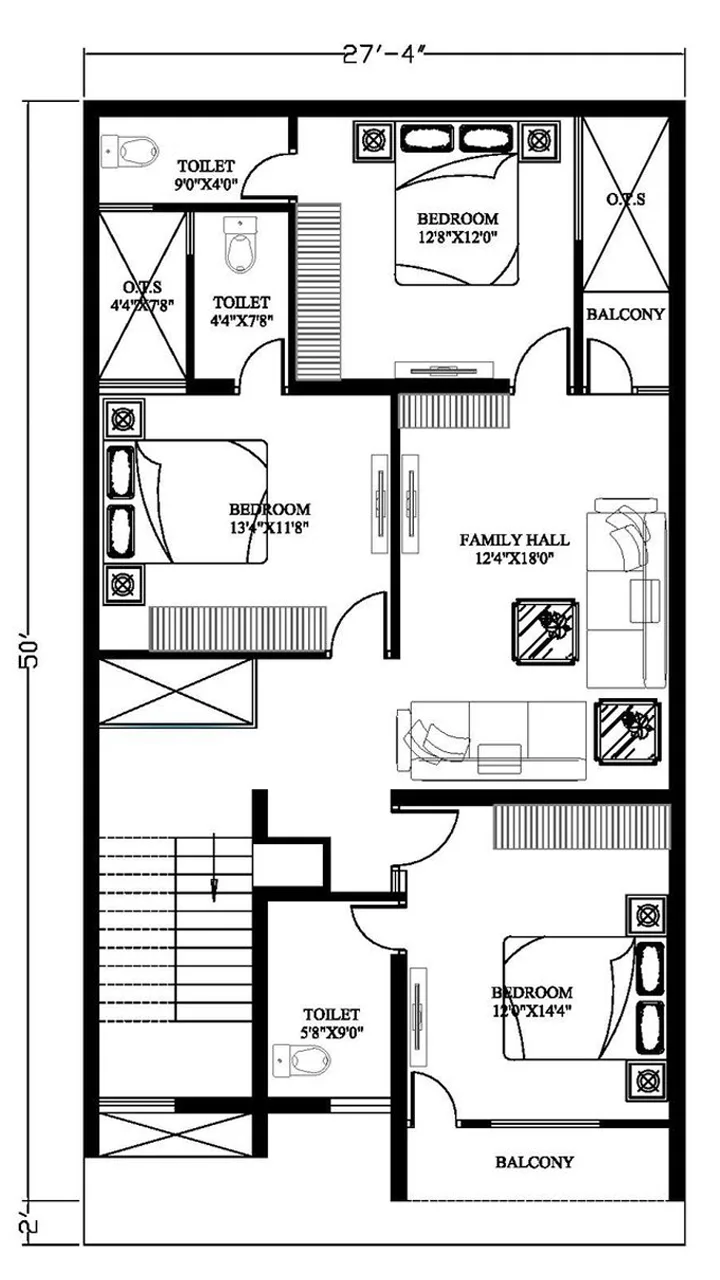 27'-4"
TOILET
9'0"X4'0"
BEDROOM
12'8"X12'0"
O.T.S
O.T.S
4'4"X7'8"
TOILET
4'4"X7'8"
BALCONY
BEDROOM
13'4"X11'8"
FAMILY HALL
12'4"X18'0"
50'
BEDROOM
12'0"X14'4"
TOILET
5'8"X9'0"
BALCONY
2'